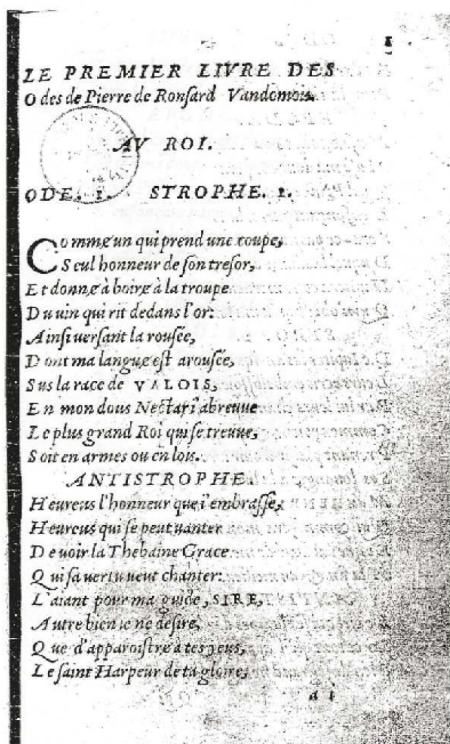 1
LE PREMIER LIVRE DES
Odes de Pierre de Ronsard Vandomois.
AV ROI.
ODE. 1. STROPHE. 1.
Comme un qui prend une coupe,
Seul honneur de son tresor,
Et donne à boire à la troupe
Du uin qui rit dedans l'or:
Ainsi uersant la rousée,
Dont ma langue est arousée,
Sus la race de VALOIS,
En mon dous Nectar i'abreuue
Le plus grand Roi qui se treuue,
Soit en armes ou en lois.
ANTISTROPHE.
Heureus l'honneur que i'embrasse,
Heureus qui se peut uanter
De uoir la Thebaine Grace
Qui sa uertu ueut chanter:
L'aiant pour ma guide, SIRE,
Autre bien ie ne desire,
Que d'apparoistre à tes yeus,
Le saint Harpeur de ta gloire,
a i